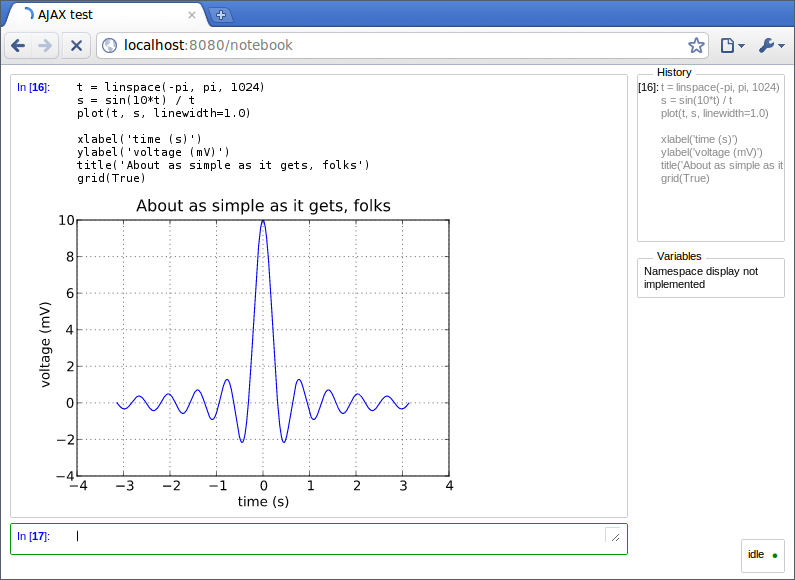 AJAX test
localhost:8080/notebook
In [16]:
t = linspace(-pi, pi, 1024)
s = sin(10*t) / t
plot(t, s, linewidth=1.0)
xlabel('time (s)')
ylabel('voltage (mV)')
title('About as simple as it gets, folks')
grid(True)
About as simple as it gets, folks
10
8
6
4
2
0
−2
−4
voltage (mV)
−4 −3 −2 −1 0 1 2 3 4
time (s)
In [17]:
History
[16]: t = linspace(-pi, pi, 1024)
s = sin(10*t) / t
plot(t, s, linewidth=1.0)
xlabel('time (s)')
ylabel('voltage (mV)')
title('About as simple as it
grid(True)
Variables
Namespace display not
implemented
idle